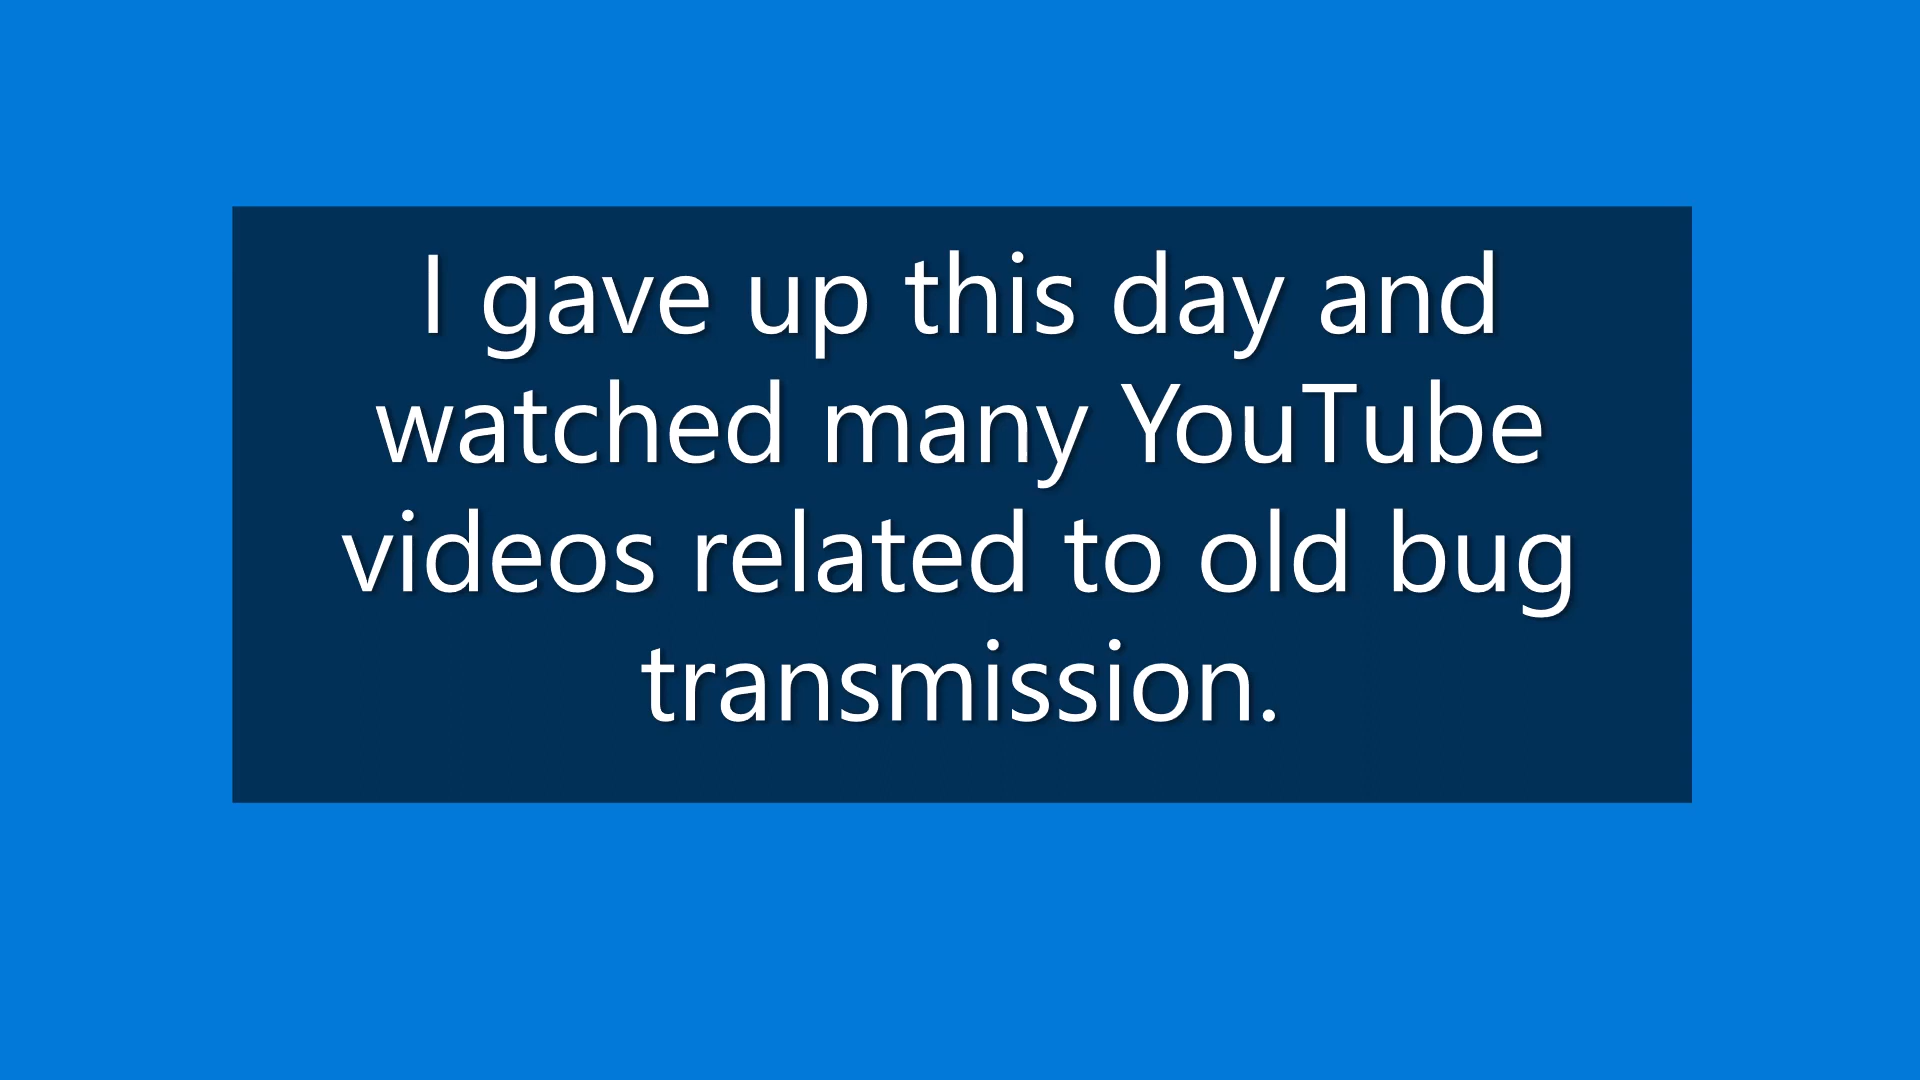 I gave up this day and
watched many YouTube
videos related to old bug
transmission.